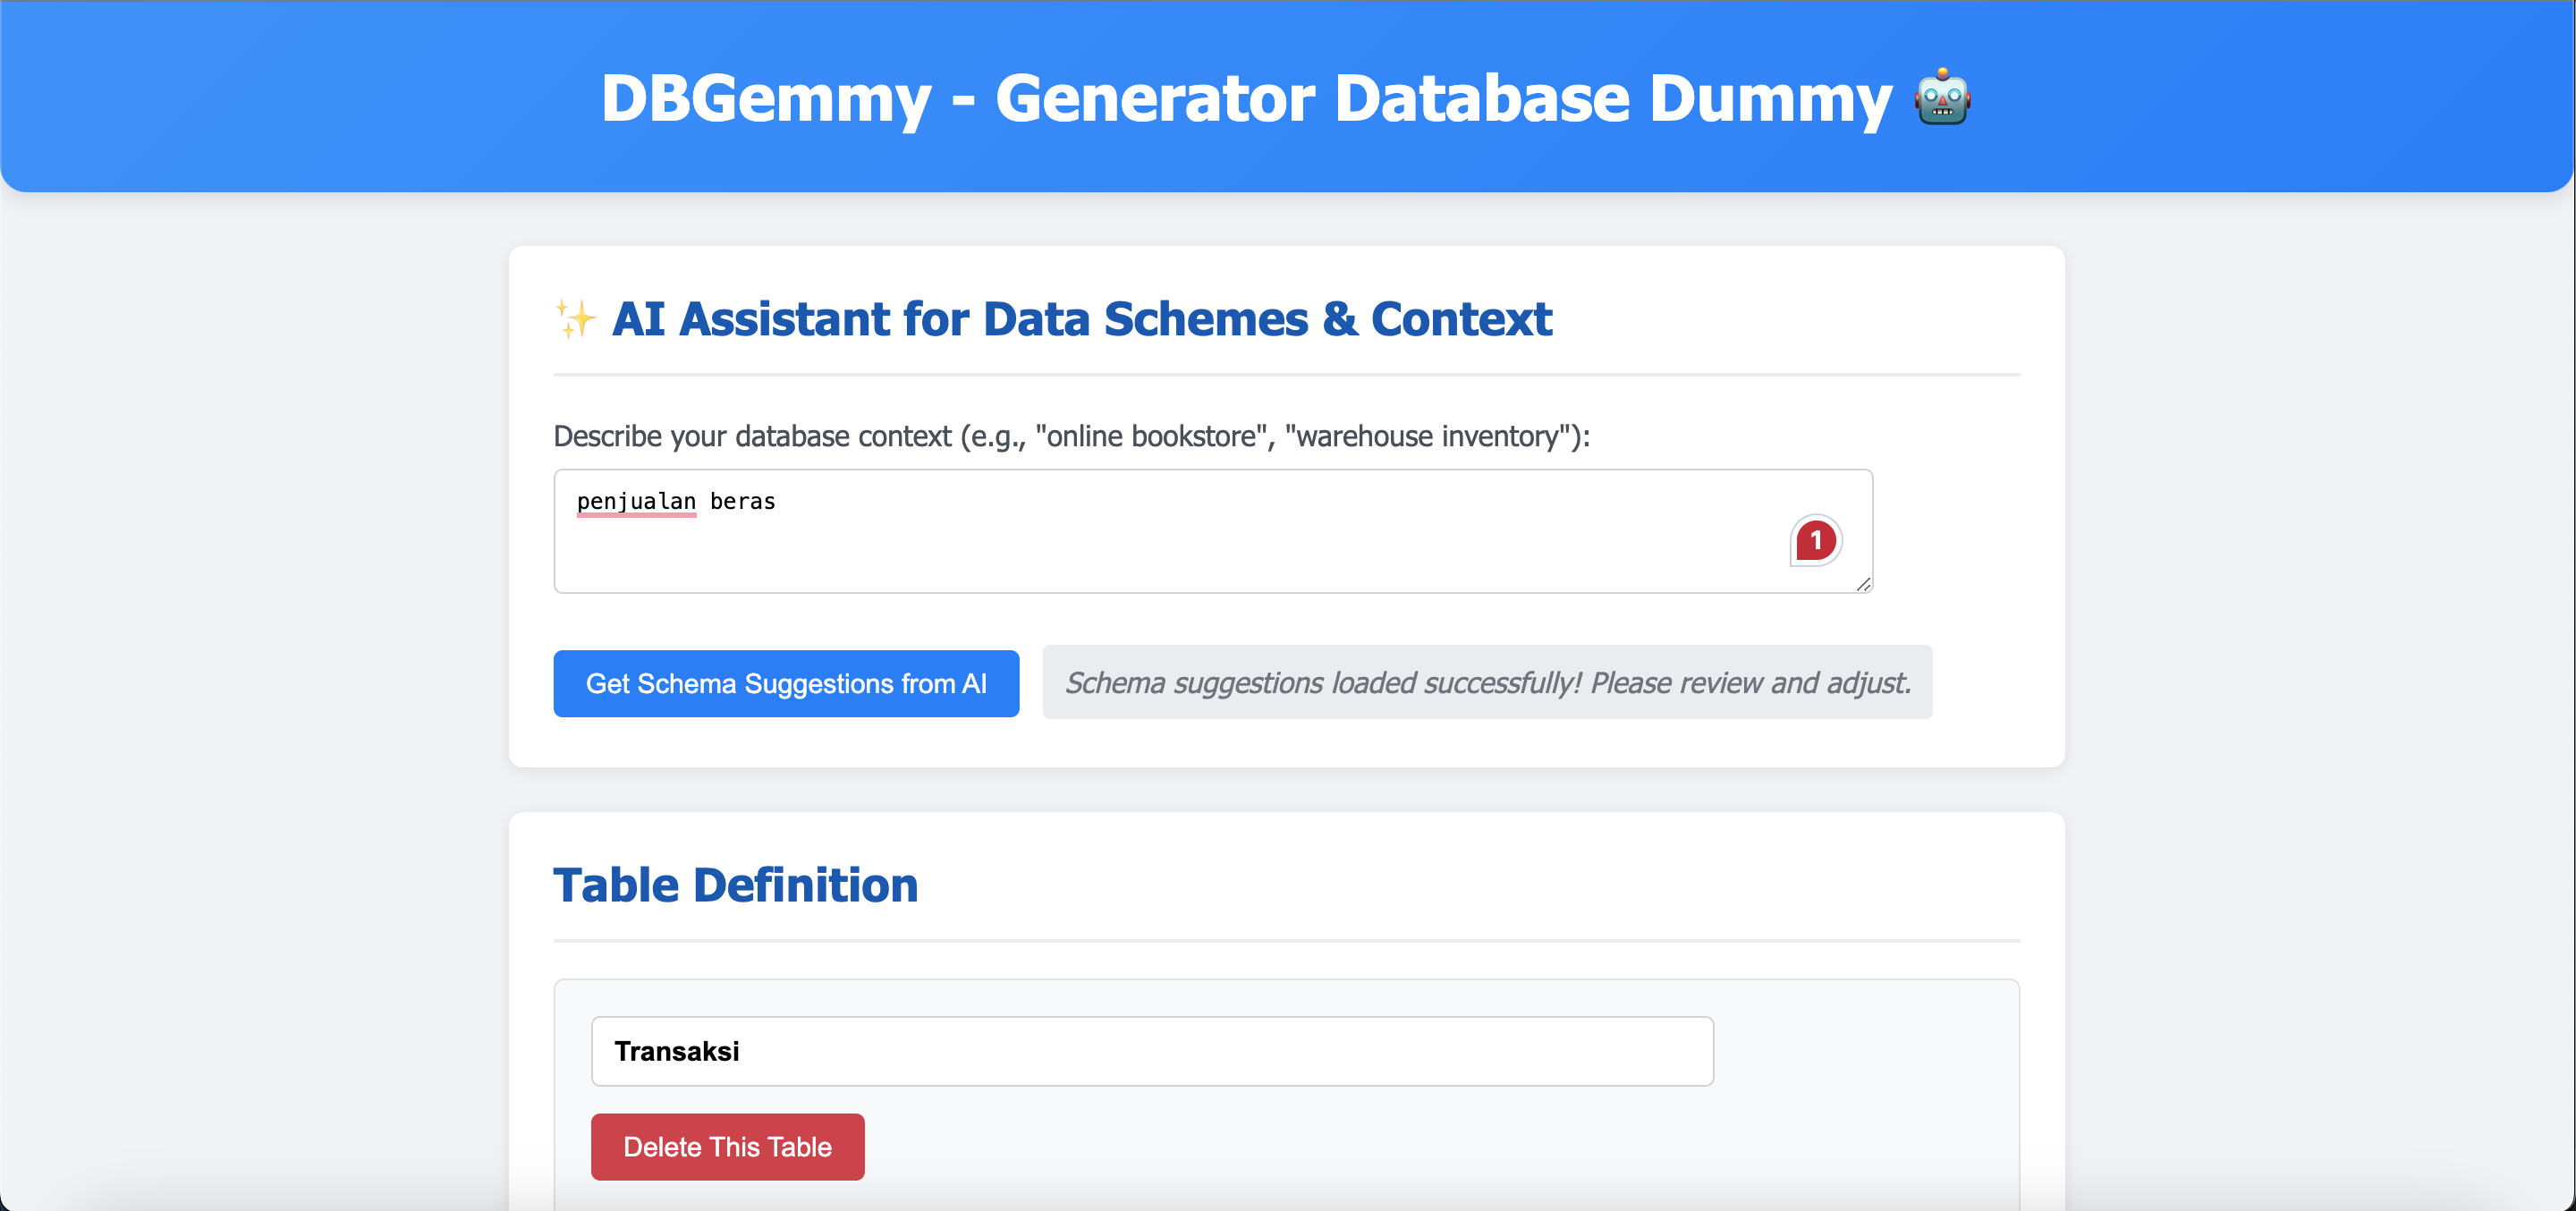 DBGemmy - Generator Database Dummy 🤖
✨ AI Assistant for Data Schemes & Context
Describe your database context (e.g., "online bookstore", "warehouse inventory"):
penjualan beras
1
Get Schema Suggestions from AI
Schema suggestions loaded successfully! Please review and adjust.
Table Definition
Transaksi
Delete This Table